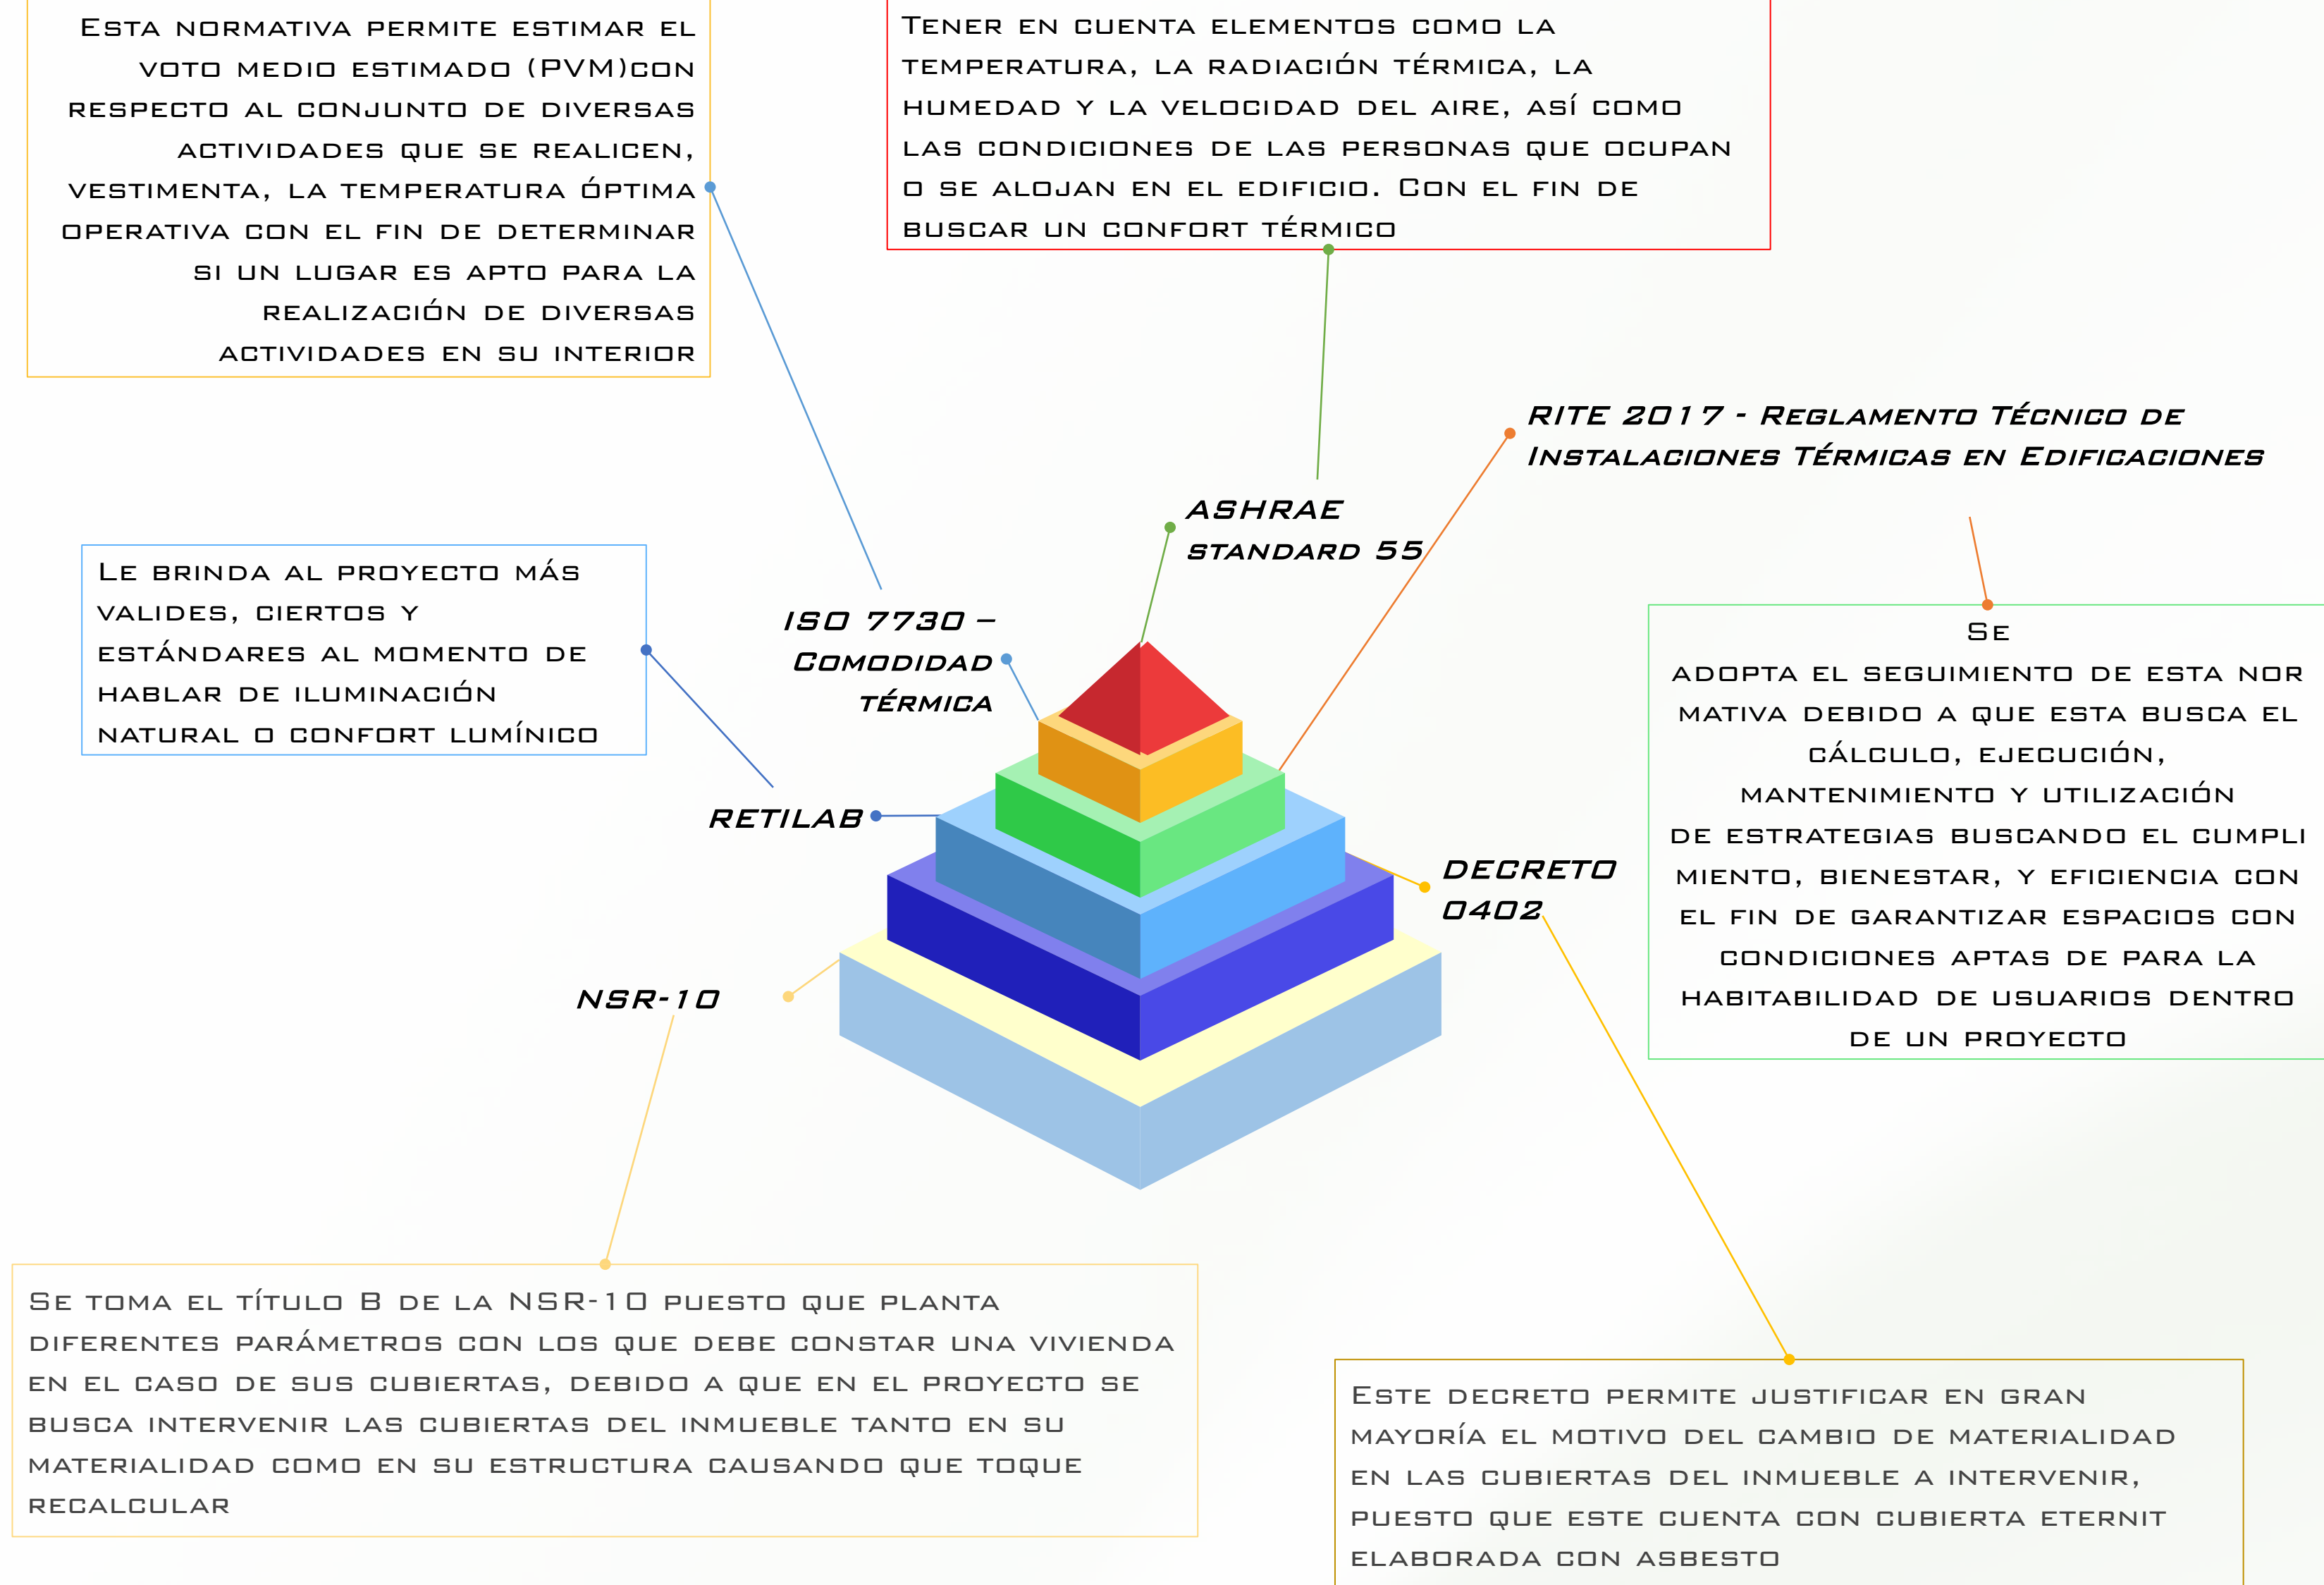 Esta normativa permite estimar el
voto medio estimado (PVM)con
respecto al conjunto de diversas
actividades que se realicen,
vestimenta, la temperatura óptima
operativa con el fin de determinar
si un lugar es apto para la
realización de diversas
actividades en su interior
Tener en cuenta elementos como la
temperatura, la radiación térmica, la
humedad y la velocidad del aire, así como
las condiciones de las personas que ocupan
o se alojan en el edificio. Con el fin de
buscar un confort térmico
RITE 2017 - Reglamento Técnico de
Instalaciones Térmicas en Edificaciones
ASHRAE
standard 55
Le brinda al proyecto más
valides, ciertos y
estándares al momento de
hablar de iluminación
natural o confort lumínico
ISO 7730 –
Comodidad
térmica
Se
adopta el seguimiento de esta nor
mativa debido a que esta busca el
cálculo, ejecución,
mantenimiento y utilización
de estrategias buscando el cumpli
miento, bienestar, y eficiencia con
el fin de garantizar espacios con
condiciones aptas de para la
habitabilidad de usuarios dentro
de un proyecto
RETILAB
DECRETO
0402
NSR-10
Se toma el título B de la NSR-10 puesto que planta
diferentes parámetros con los que debe constar una vivienda
en el caso de sus cubiertas, debido a que en el proyecto se
busca intervenir las cubiertas del inmueble tanto en su
materialidad como en su estructura causando que toque
recalcular
Este decreto permite justificar en gran
mayoría el motivo del cambio de materialidad
en las cubiertas del inmueble a intervenir,
puesto que este cuenta con cubierta eternit
elaborada con asbesto